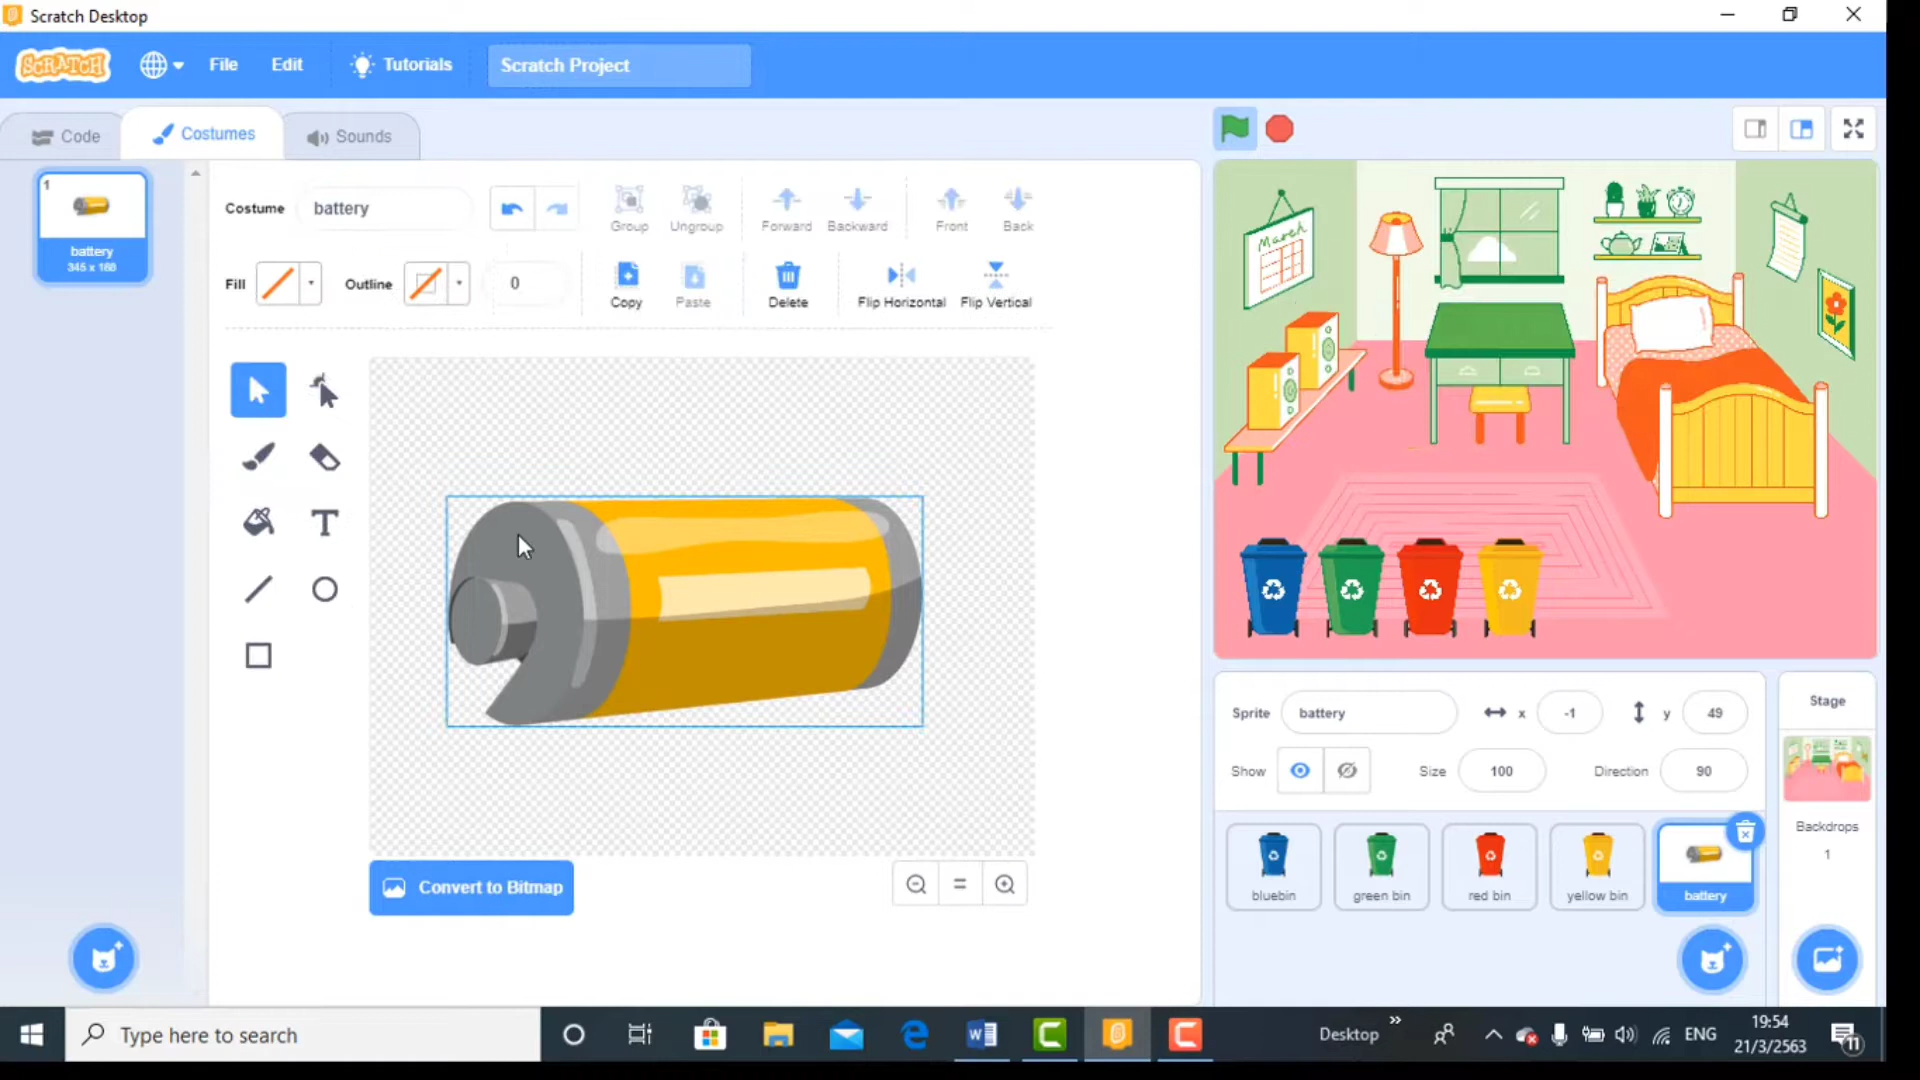 Scratch Desktop
SCRATCH File Edit Tutorials Scratch Project
Code Costumes Sounds
1
battery
345 x 168
Costume battery Group Ungroup Forward Backward Front Back
Fill Outline 0 Copy Paste Delete Flip Horizontal Flip Vertical
Convert to Bitmap
March
Sprite battery x -1 y 49
Show Size 100 Direction 90
bluebin green bin red bin yellow bin battery
Stage
Backdrops
1
Type here to search
Desktop
ENG
19:54
21/3/2563
11